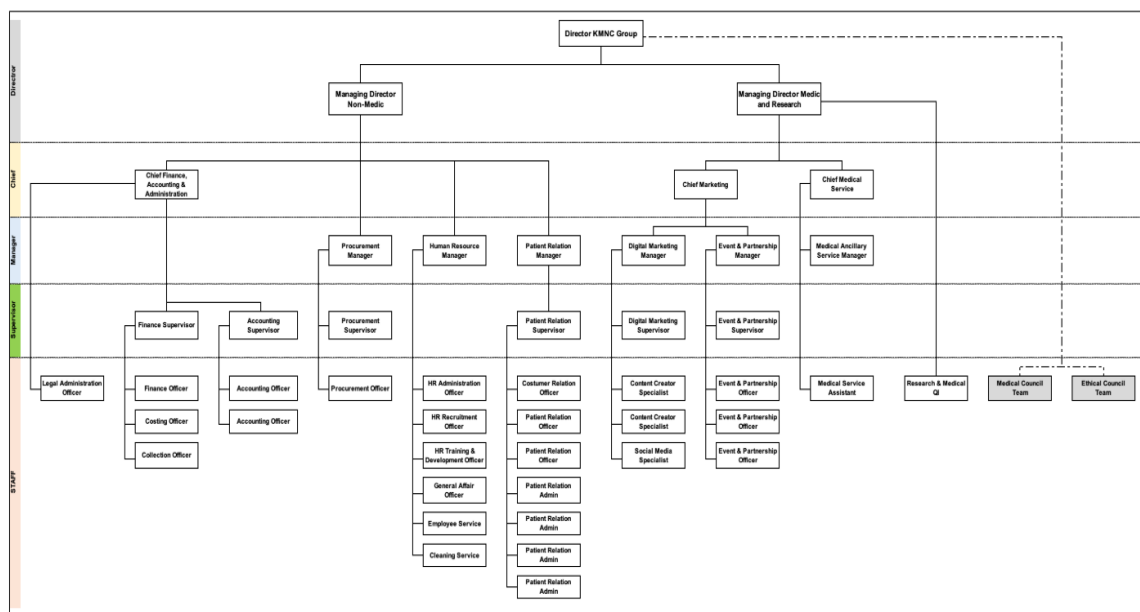 Director KMNC Group
Directror
Managing Director
Non-Medic
Managing Director Medic
and Research
Chief
Chief Finance,
Accounting &
Administration
Chief Marketing
Chief Medical
Service
Manager
Procurement
Manager
Human Resource
Manager
Patient Relation
Manager
Digital Marketing
Manager
Event & Partnership
Manager
Medical Ancillary
Service Manager
Supervisor
Finance Supervisor
Accounting
Supervisor
Procurement
Supervisor
Patient Relation
Supervisor
Digital Marketing
Supervisor
Event & Partnership
Supervisor
STAFF
Legal Administration
Officer
Finance Officer
Accounting Officer
Procurement Officer
HR Administration
Officer
Costumer Relation
Officer
Content Creator
Specialist
Event & Partnership
Officer
Medical Service
Assistant
Research & Medical
QI
Medical Council
Team
Ethical Council
Team
Costing Officer
Accounting Officer
HR Recruitment
Officer
Patient Relation
Officer
Content Creator
Specialist
Event & Partnership
Officer
Collection Officer
HR Training &
Development Officer
Patient Relation
Officer
Social Media
Specialist
Event & Partnership
Officer
General Affair
Officer
Patient Relation
Admin
Employee Service
Patient Relation
Admin
Cleaning Service
Patient Relation
Admin
Patient Relation
Admin